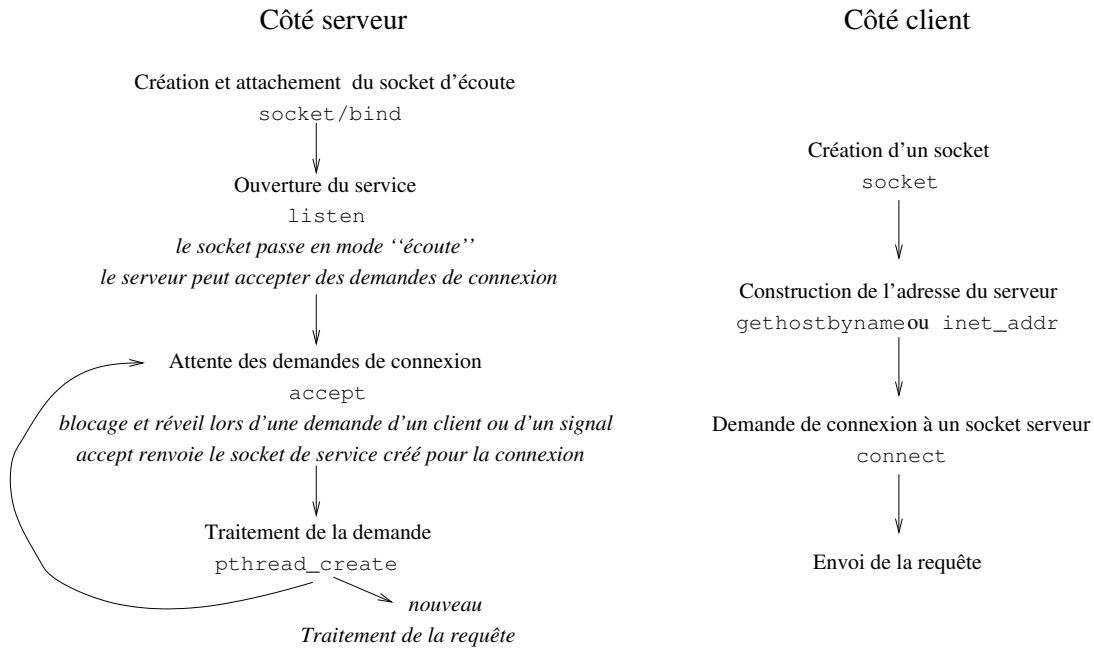 Côté serveur
Création et attachement du socket d'écoute
socket/bind
Ouverture du service
listen
le socket passe en mode ‘‘écoute’’
le serveur peut accepter des demandes de connexion
Attente des demandes de connexion
accept
blocage et réveil lors d'une demande d'un client ou d'un signal
accept renvoie le socket de service créé pour la connexion
Traitement de la demande
pthread_create
nouveau
Traitement de la requête
Côté client
Création d'un socket
socket
Construction de l'adresse du serveur
gethostbyname ou inet_addr
Demande de connexion à un socket serveur
connect
Envoi de la requête